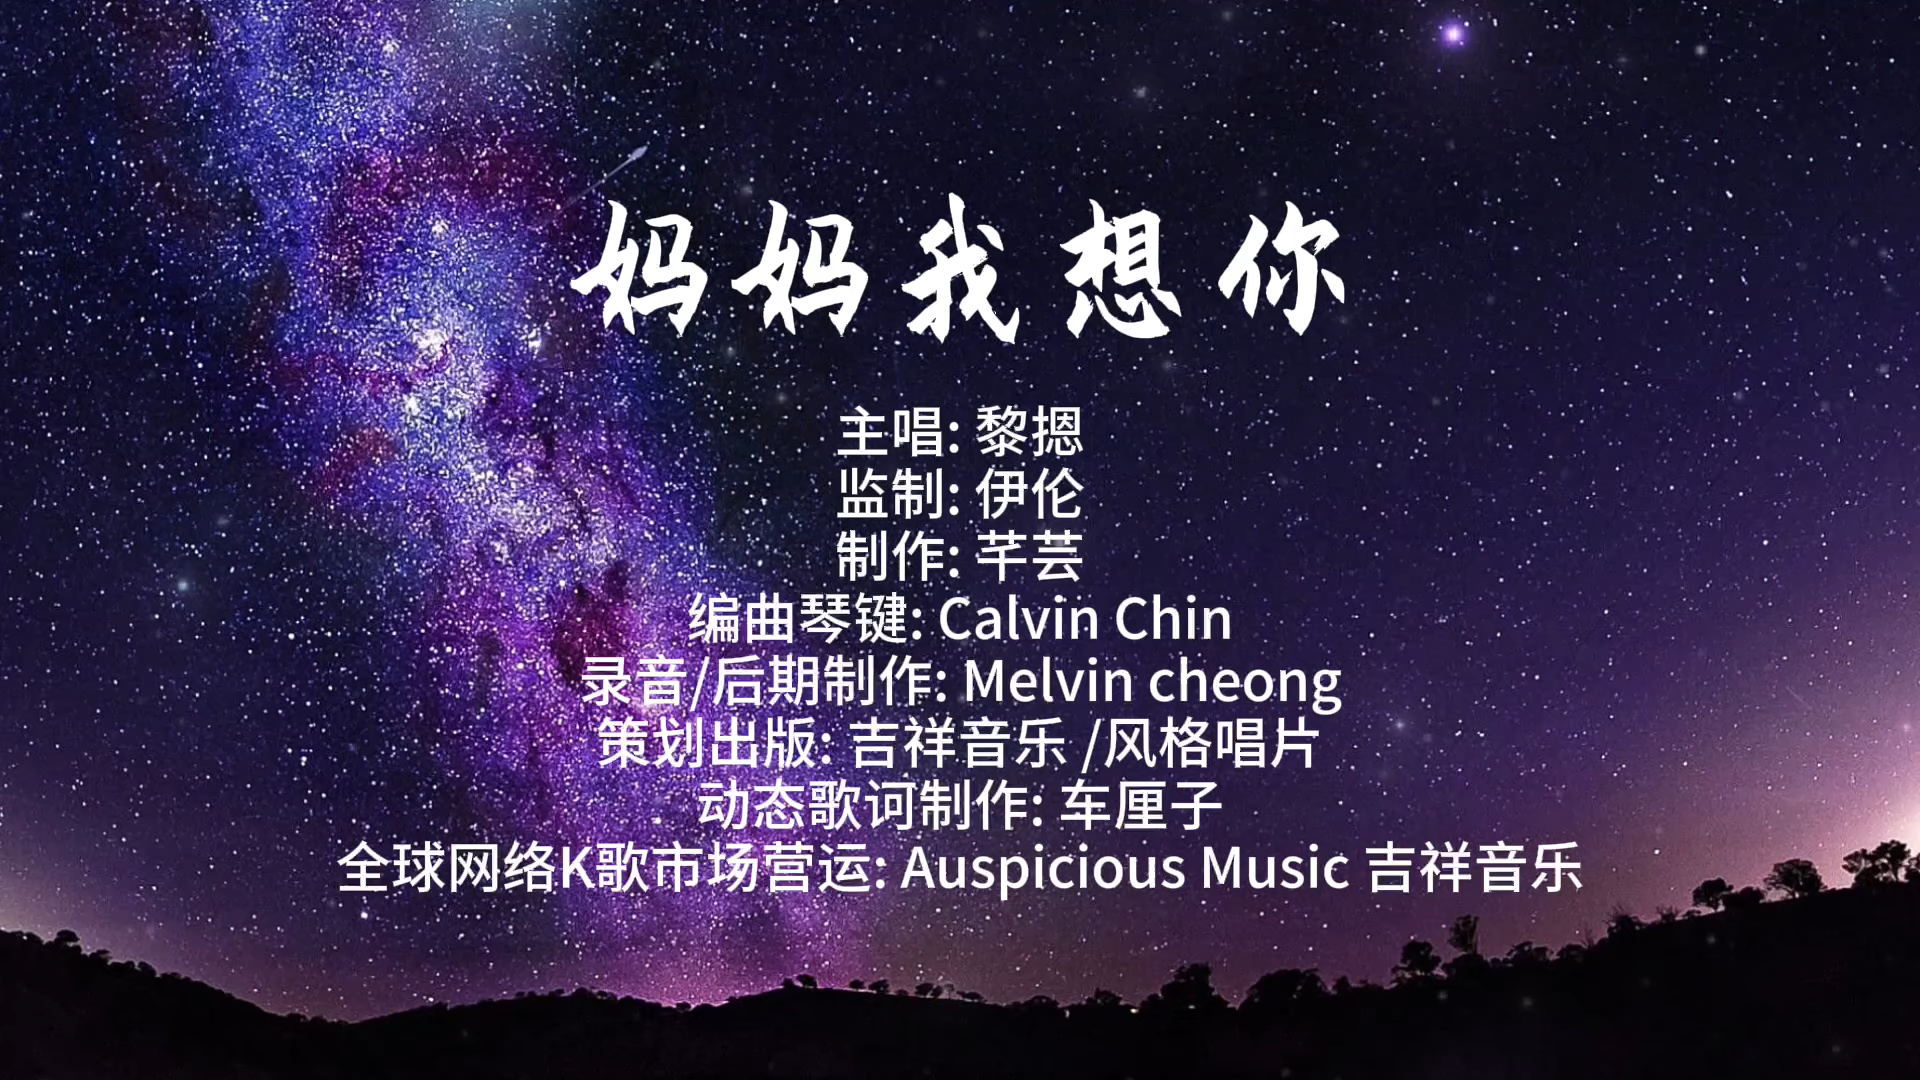 妈妈我想你
主唱: 黎摁
监制: 伊伦
制作: 芊芸
编曲琴键: Calvin Chin
录音/后期制作: Melvin cheong
策划出版: 吉祥音乐 /风格唱片
动态歌词制作: 车厘子
全球网络K歌市场营运: Auspicious Music 吉祥音乐